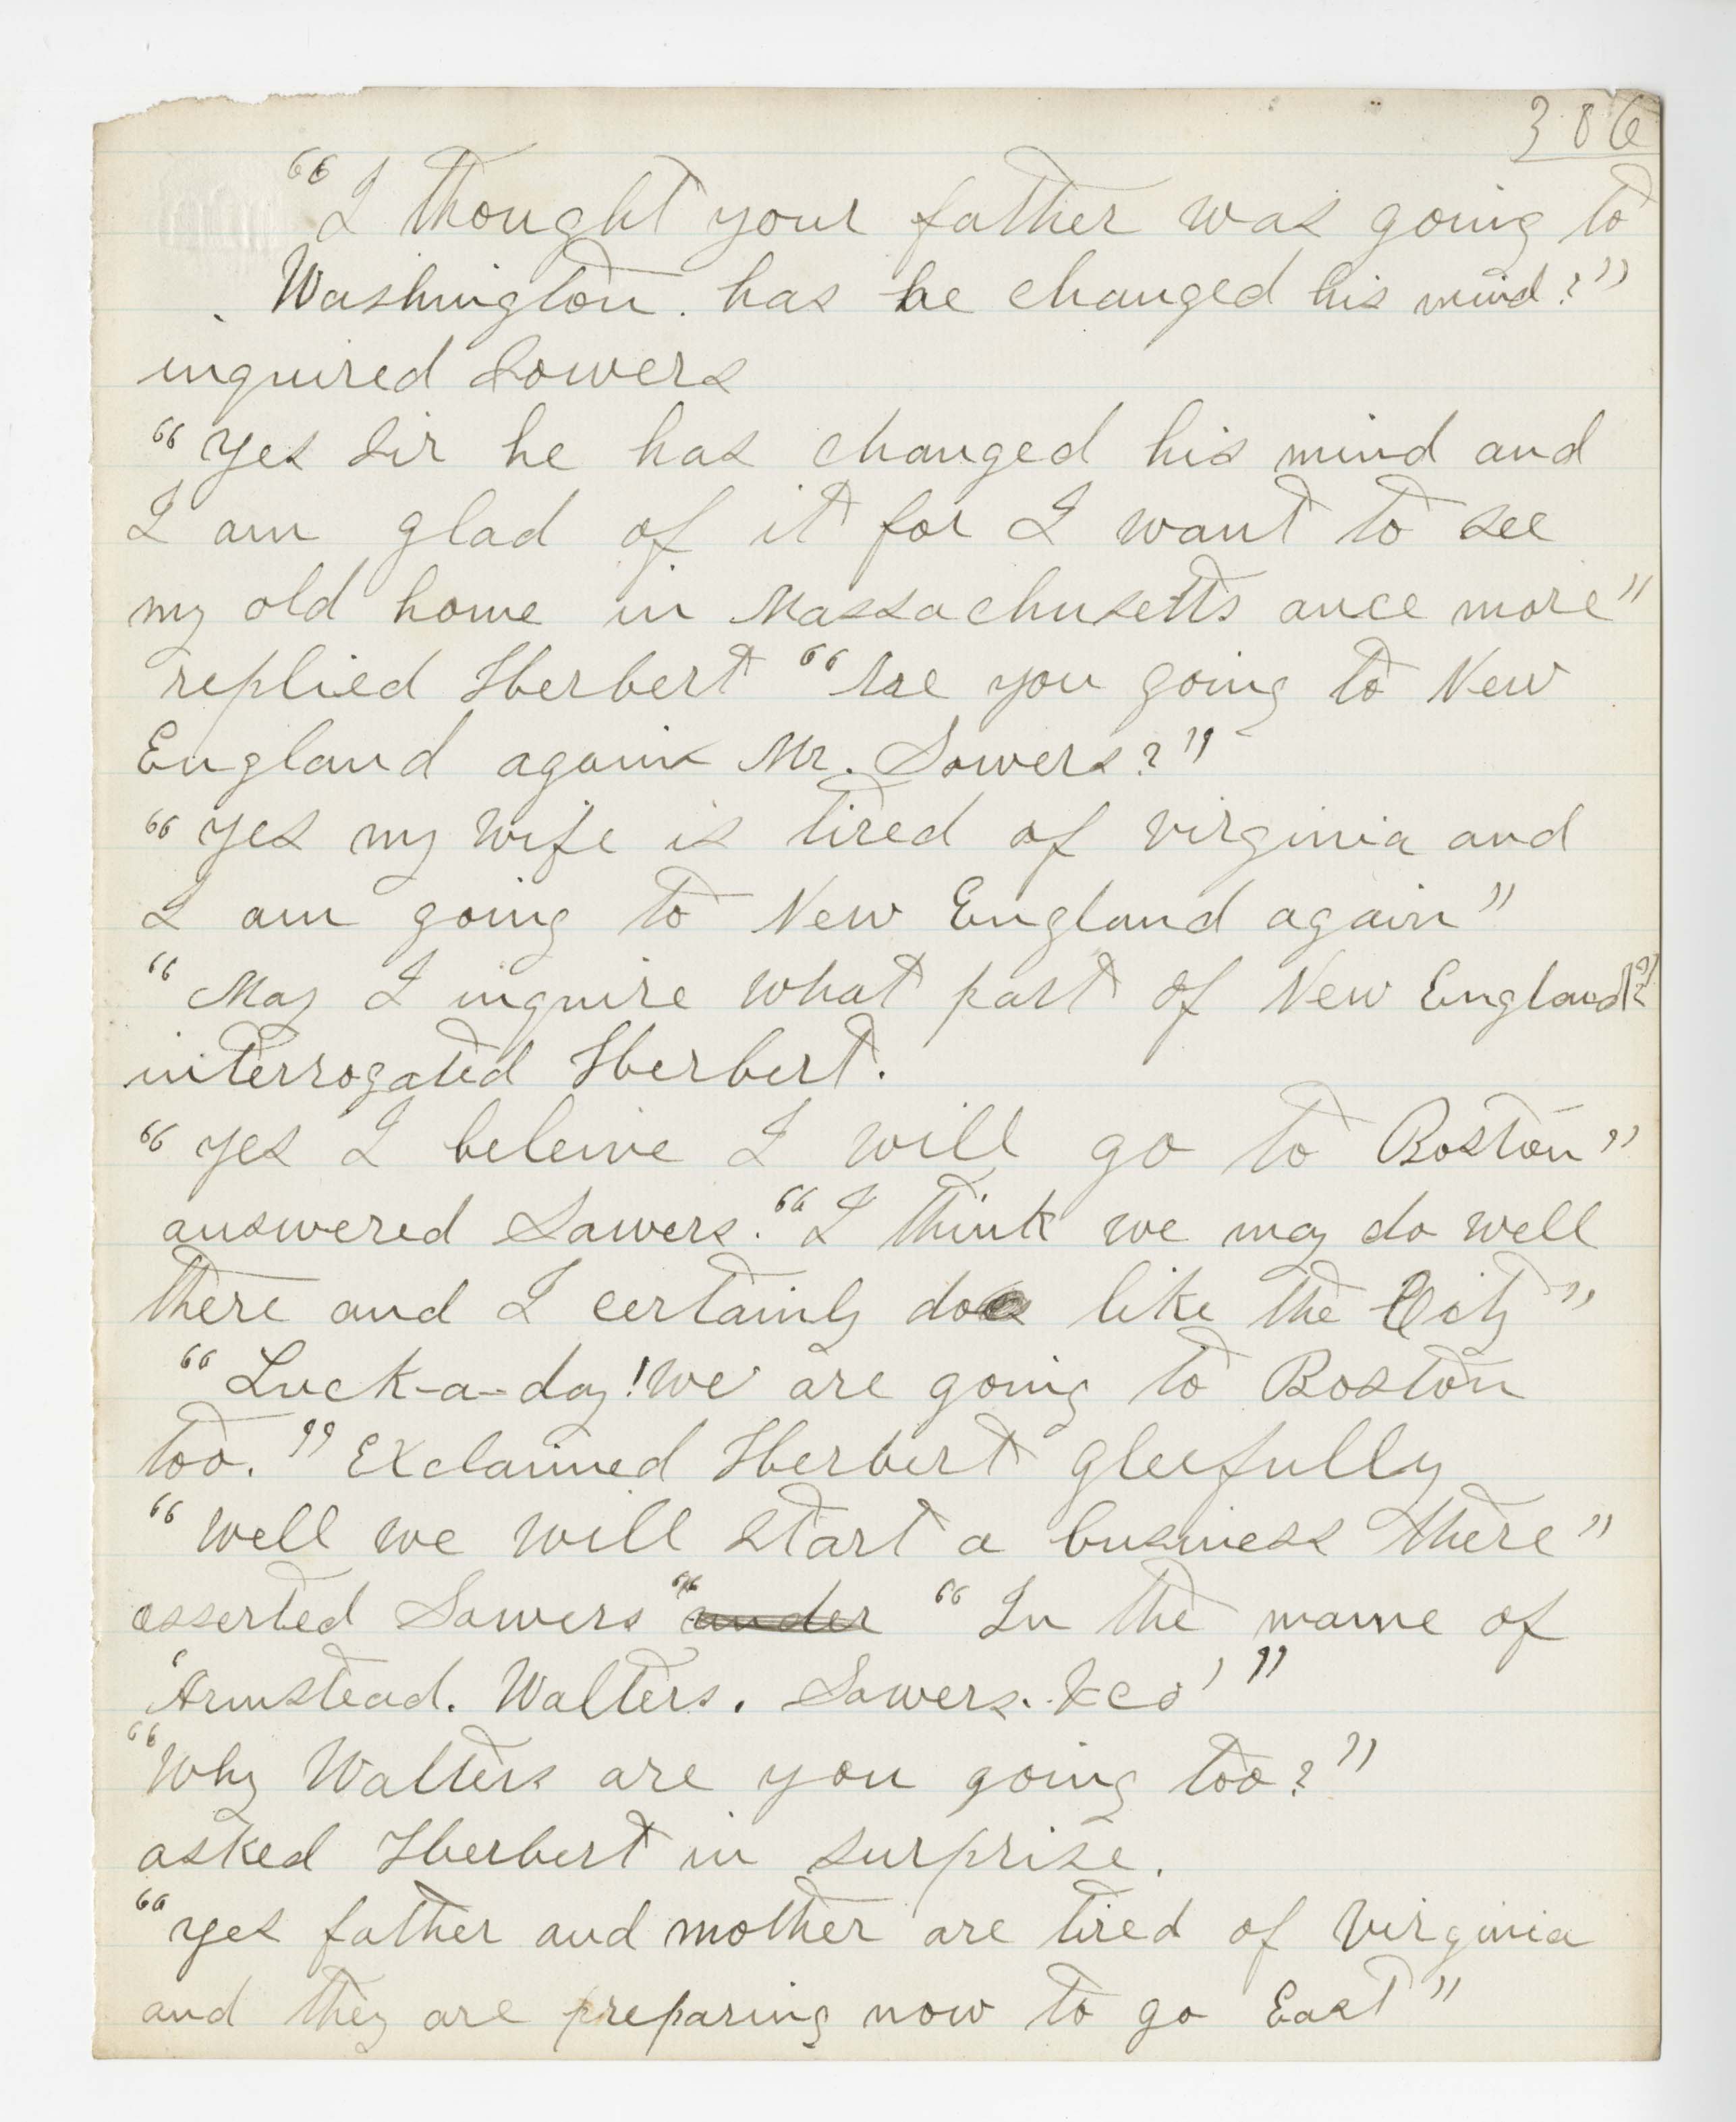 386
"I thought your father was going to
Washington. has he changed his mind?"
inquired Sowers
"Yes Sir he has changed his mind and
I am glad of it for I want to see
my old home in Massachusetts once more"
replied Herbert "Are you going to New
England again Mr. Sowers?"
"Yes my wife is tired of virginia and
I am going to New England again"
"May I inquire what part of New England?"
interrogated Herbert.
"Yes I beleive I will go to Boston"
answered Sowers. "I think we may do well
there and I certainly do like the City"
"Luck-a-day! We are going to Boston
too." Exclaimed Herbert gleefully
"Well we will start a business there"
asserted Sowers "under "In the name of
'Armstead. Walters. Sowers. & co' "
"Why Walters are you going too?"
asked Herbert in surprise.
"Yes father and mother are tired of Virginia
and they are preparing now to go East"